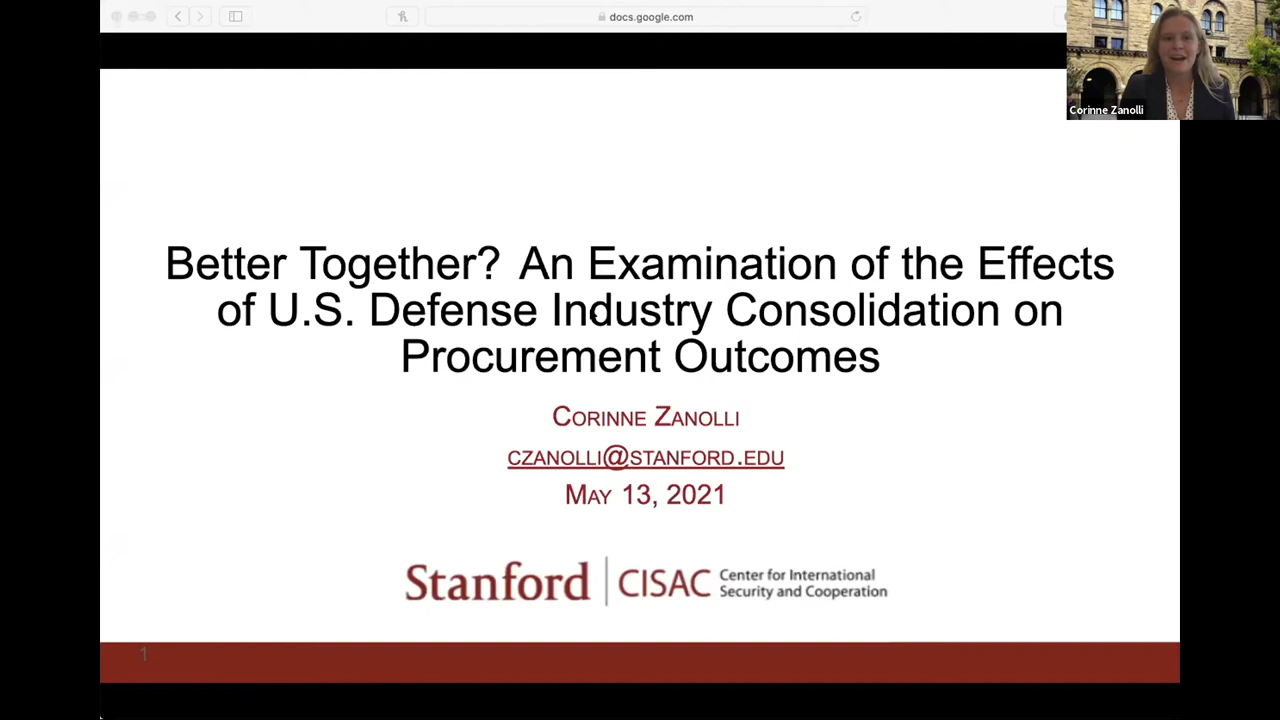 docs.google.com
Corinne Zanolli
Better Together? An Examination of the Effects
of U.S. Defense Industry Consolidation on
Procurement Outcomes
Corinne Zanolli
czanolli@stanford.edu
May 13, 2021
Stanford | CISAC Center for International
Security and Cooperation
1